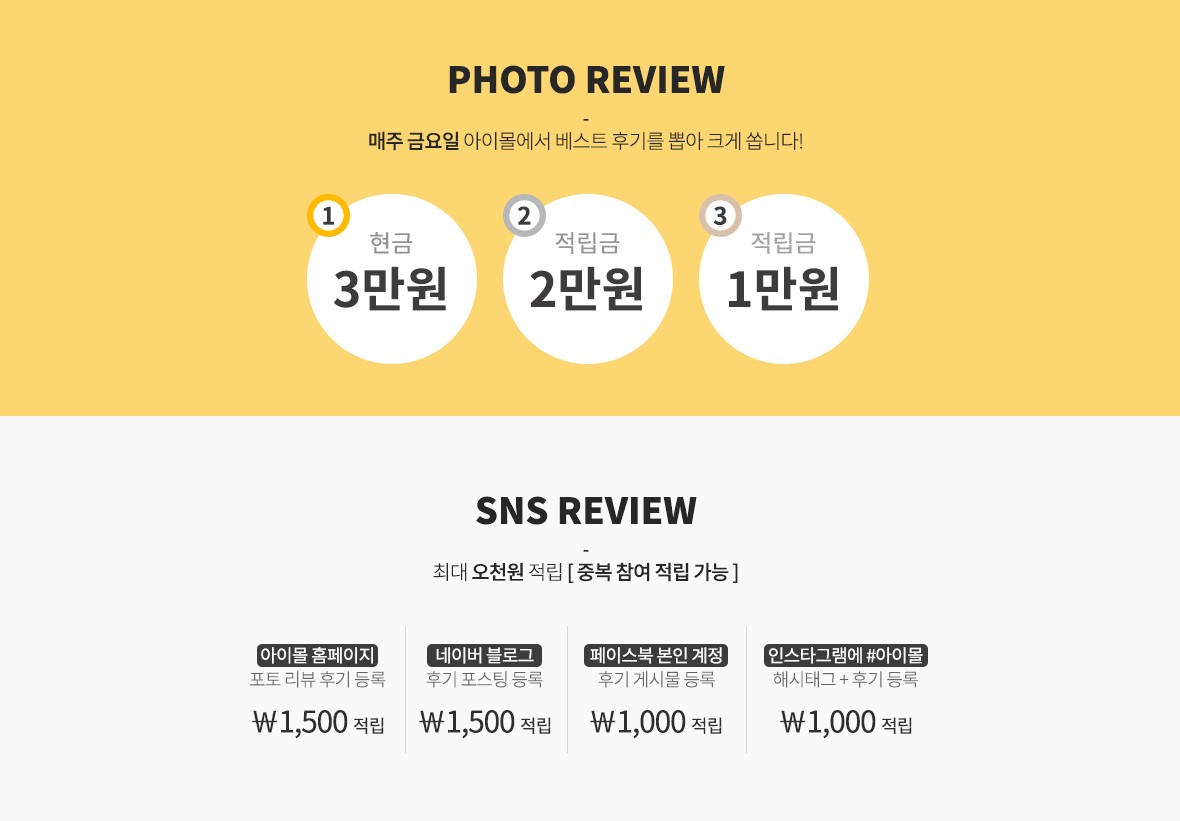 PHOTO REVIEW
-
매주 금요일 아이몰에서 베스트 후기를 뽑아 크게 쏩니다!
1
현금
3만원
2
적립금
2만원
3
적립금
1만원
SNS REVIEW
-
최대 오천원 적립 [ 중복 참여 적립 가능 ]
아이몰 홈페이지
포토 리뷰 후기 등록
₩1,500 적립
네이버 블로그
후기 포스팅 등록
₩1,500 적립
페이스북 본인 계정
후기 게시물 등록
₩1,000 적립
인스타그램에 #아이몰
해시태그 + 후기 등록
₩1,000 적립